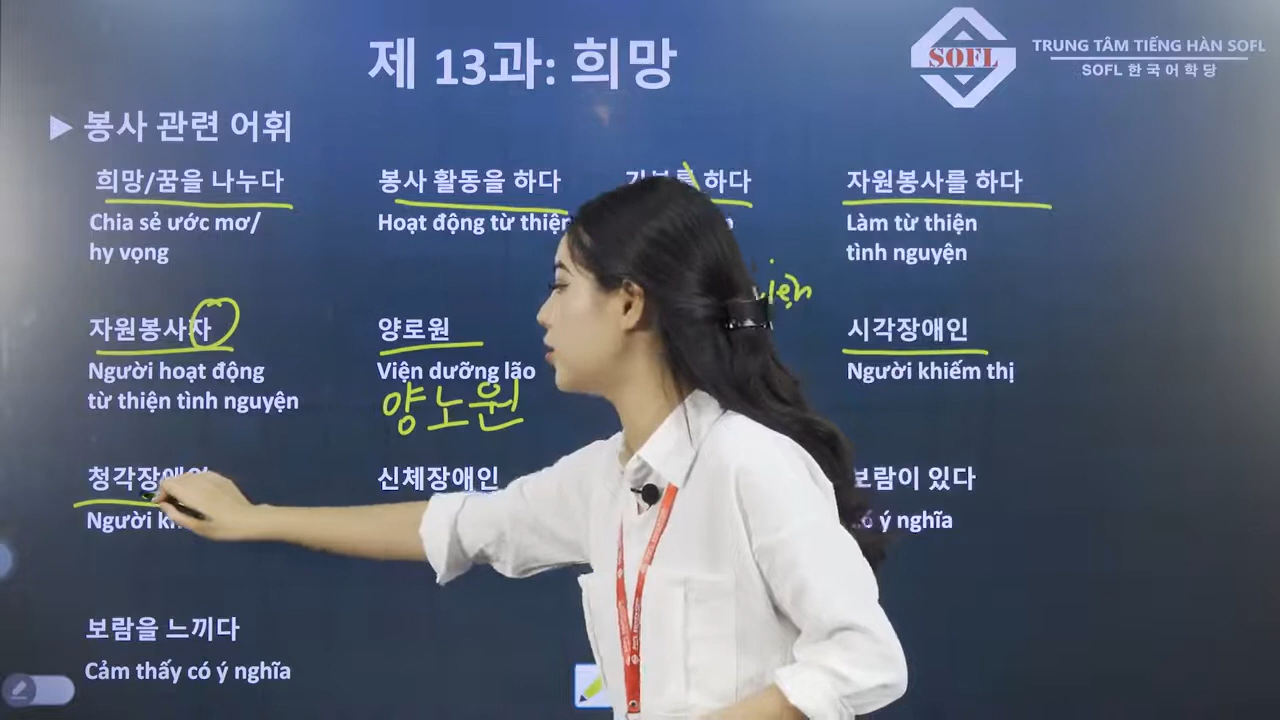 제 13과: 희망
SOFL
TRUNG TÂM TIẾNG HÀN SOFL
SOFL 한국어학당
▶ 봉사 관련 어휘
희망/꿈을 나누다
Chia sẻ ước mơ/
hy vọng
봉사 활동을 하다
Hoạt động từ thiện
하다
자원봉사를 하다
Làm từ thiện
tình nguyện
자원봉사자
Người hoạt động
từ thiện tình nguyện
양로원
Viện dưỡng lão
양노원
시각장애인
Người khiếm thị
Người
신체장애인
보람이 있다
ý nghĩa
보람을 느끼다
Cảm thấy có ý nghĩa